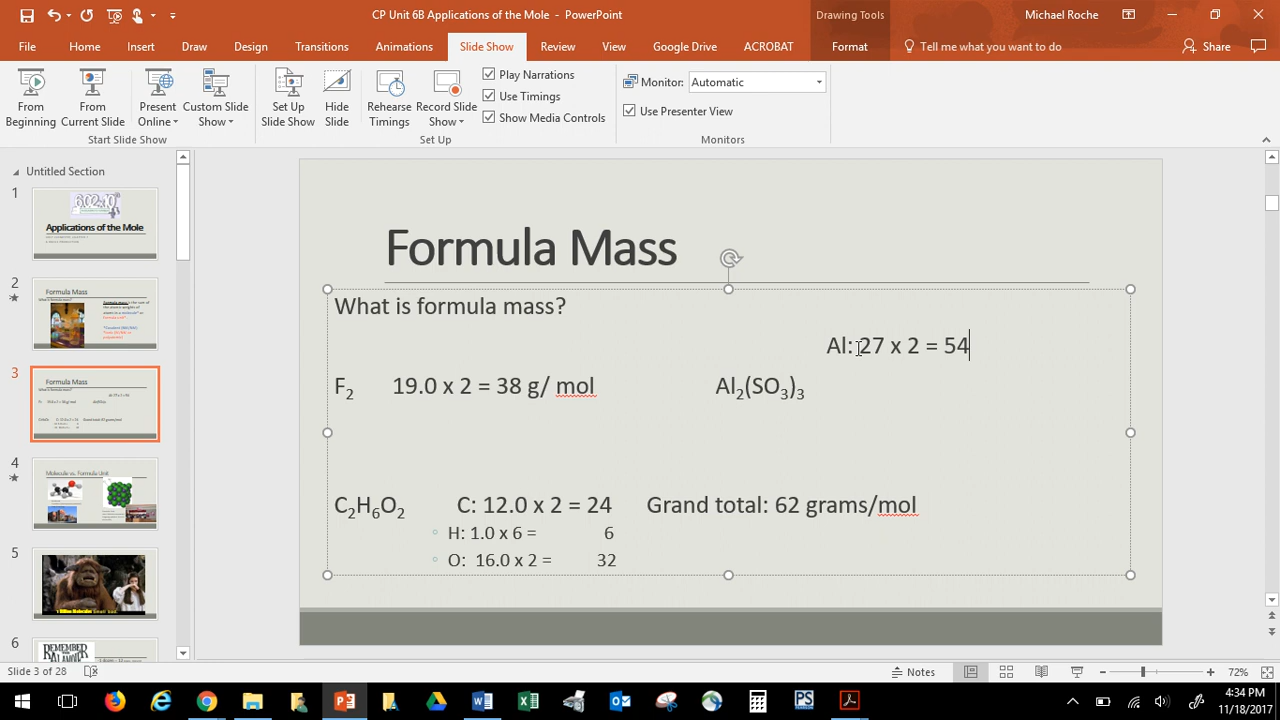 CP Unit 6B Applications of the Mole - PowerPoint
Drawing Tools
Michael Roche
File Home Insert Draw Design Transitions Animations Slide Show Review View Google Drive ACROBAT Format Tell me what you want to do Share
From Beginning
From Current Slide
Present Online
Custom Slide Show
Set Up Slide Show
Hide Slide
Rehearse Timings
Record Slide Show
Play Narrations
Use Timings
Show Media Controls
Monitor: Automatic
Use Presenter View
Start Slide Show
Set Up
Monitors
Untitled Section
1
Applications of the Mole
2
Formula Mass
3
Formula Mass
4
Molecule vs. Formula Unit
5
6
Formula Mass
What is formula mass?
Al: 27 x 2 = 54
F₂ 19.0 x 2 = 38 g/ mol Al₂(SO₃)₃
C₂H₆O₂ C: 12.0 x 2 = 24 Grand total: 62 grams/mol
H: 1.0 x 6 = 6
O: 16.0 x 2 = 32
Slide 3 of 28
Notes
72%
4:34 PM
11/18/2017